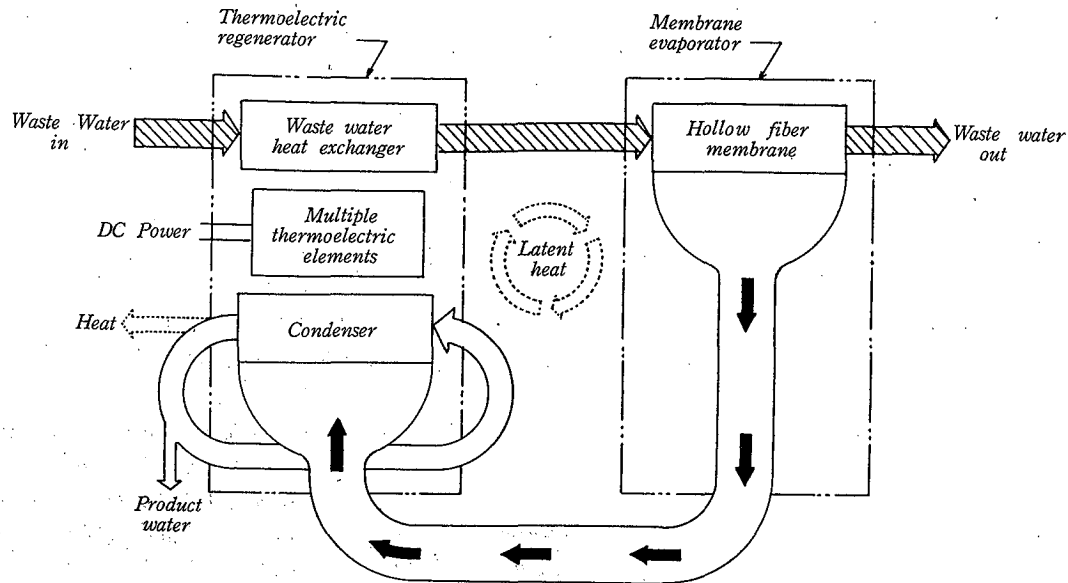 Thermoelectric
regenerator
Membrane
evaporator
Waste Water
in
Waste water
heat exchanger
Hollow fiber
membrane
Waste water
out
DC Power
Multiple
thermoelectric
elements
Latent
heat
Heat
Condenser
Product
water